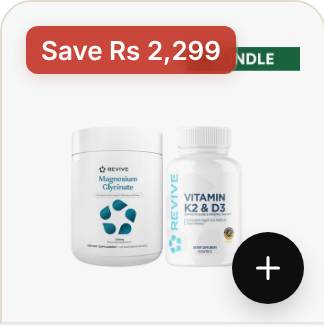 Save Rs 2,299
NDLE
REVIVE
Magnesium
Glycinate
REVIVE
VITAMIN
K2 & D3